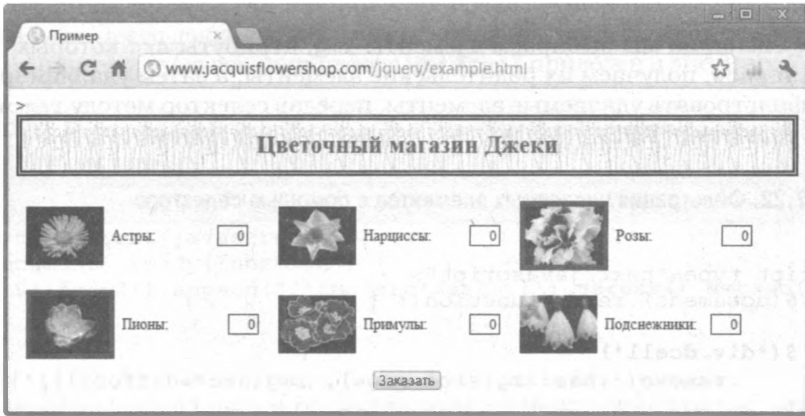 Пример ×
www.jacquisflowershop.com/jquery/example.html
>
Цветочный магазин Джеки
Астры: 0 Нарциссы: 0 Розы: 0
Пионы: 0 Примулы: 0 Подснежники: 0
Заказать